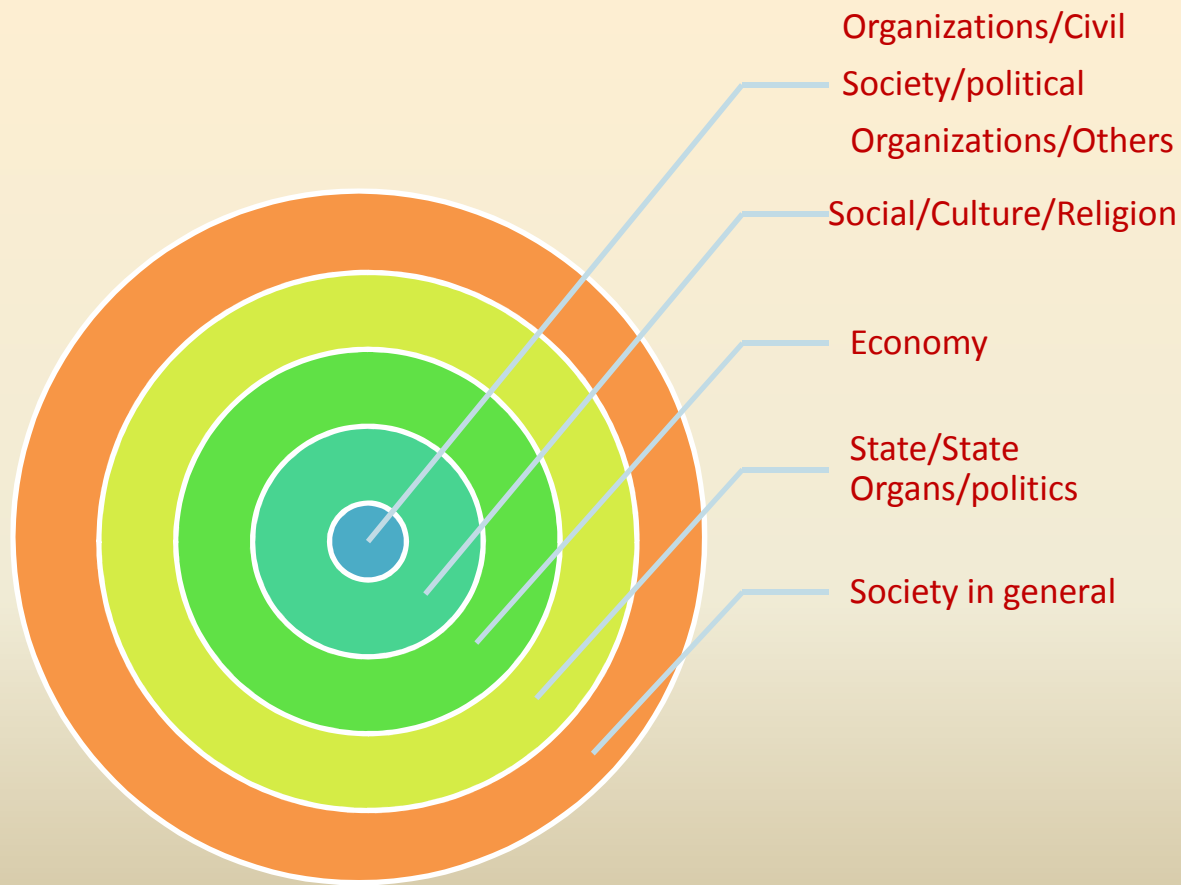 Organizations/Civil
Society/political
Organizations/Others
Social/Culture/Religion
Economy
State/State
Organs/politics
Society in general